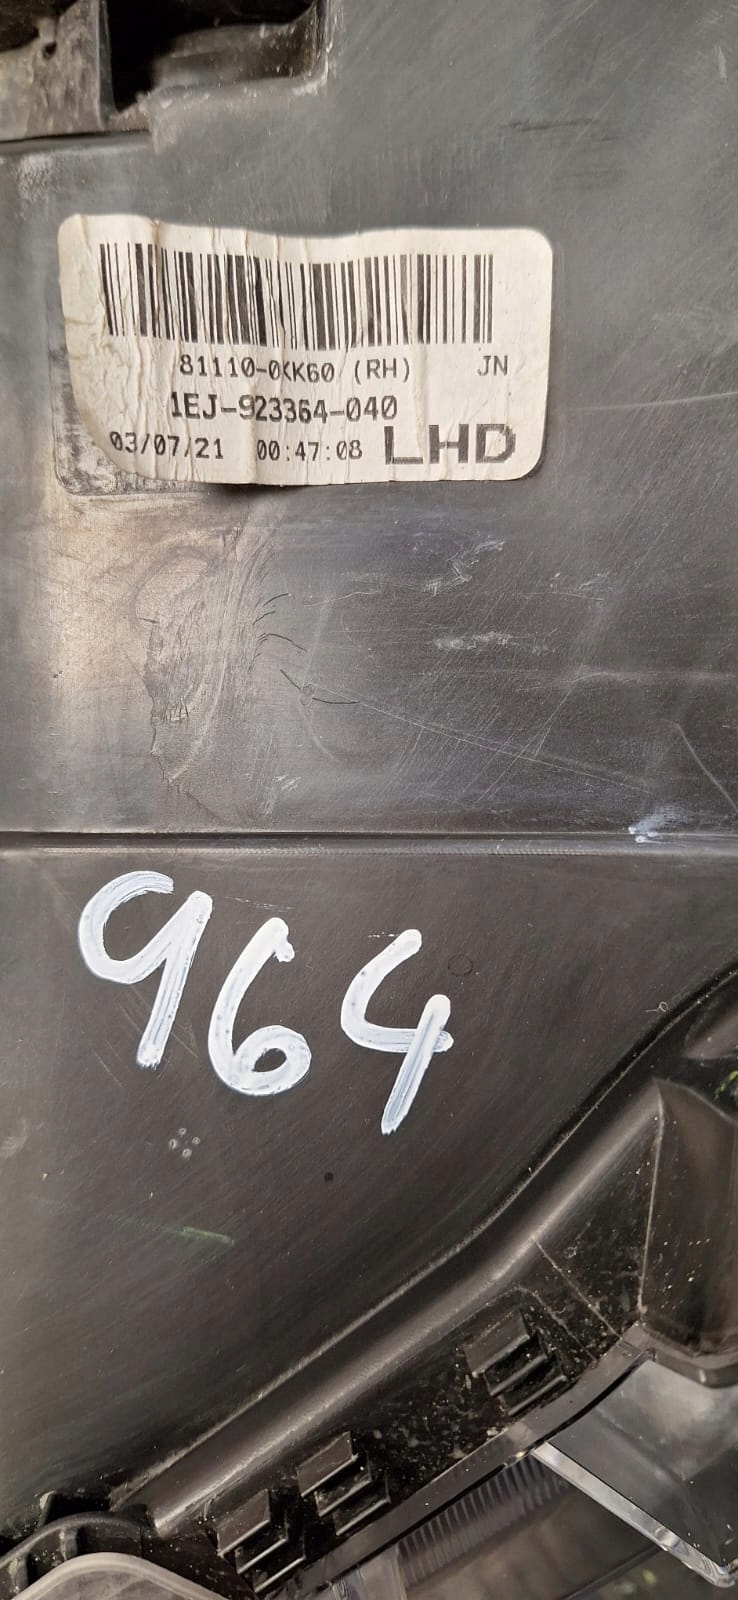 81110-0KK60 (RH) JN
1EJ-923364-040
03/07/21 00:47:08 LHD
964